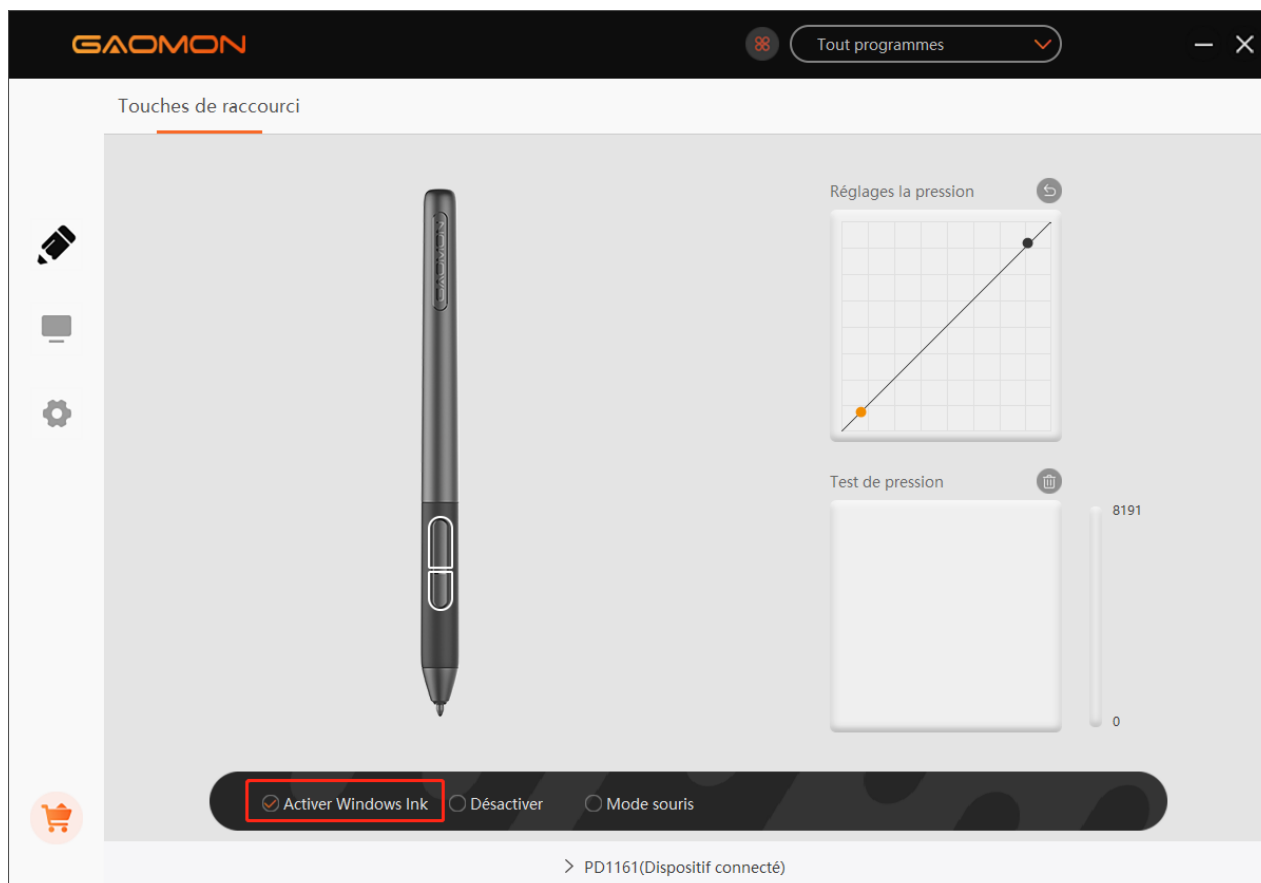 GAOMON
Tout programmes
Touches de raccourci
Réglages la pression
GAOMON
Test de pression
8191
0
Activer Windows Ink
Désactiver
Mode souris
PD1161(Dispositif connecté)